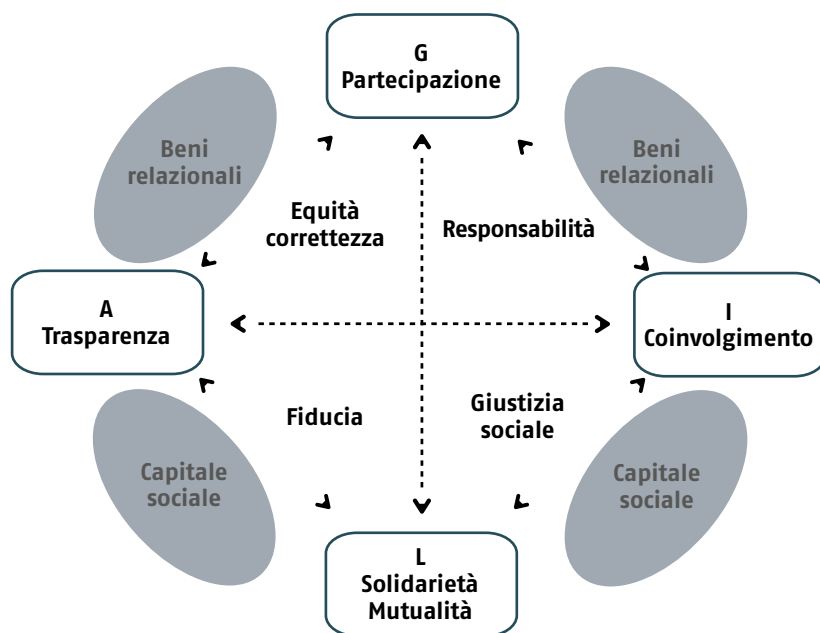 G
Partecipazione
Beni
relazionali
Beni
relazionali
Equità
correttezza
Responsabilità
A
Trasparenza
I
Coinvolgimento
Fiducia
Giustizia
sociale
Capitale
sociale
Capitale
sociale
L
Solidarietà
Mutualità